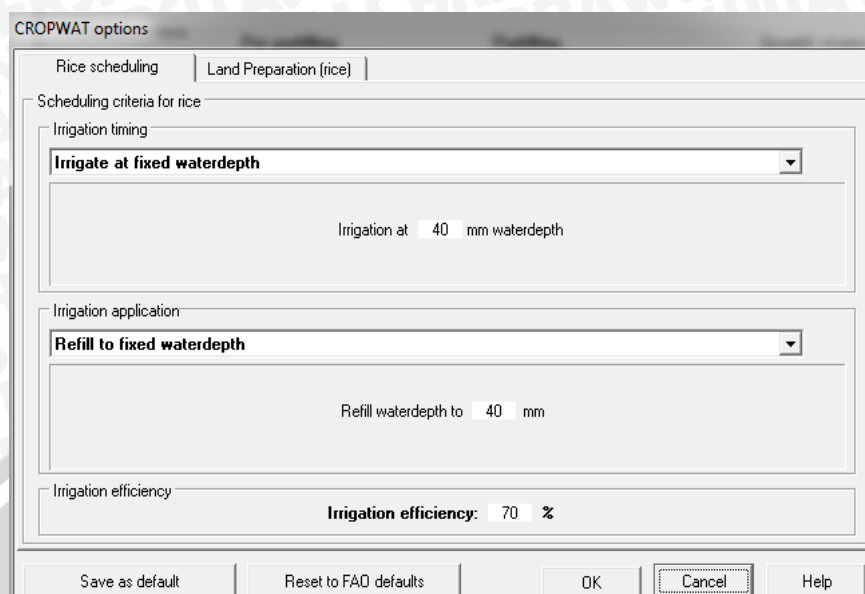 CROPWAT options
Rice scheduling
Land Preparation (rice)
Scheduling criteria for rice
Irrigation timing
Irrigate at fixed waterdepth
Irrigation at 40 mm waterdepth
Irrigation application
Refill to fixed waterdepth
Refill waterdepth to 40 mm
Irrigation efficiency
Irrigation efficiency: 70 %
Save as default
Reset to FAO defaults
OK
Cancel
Help